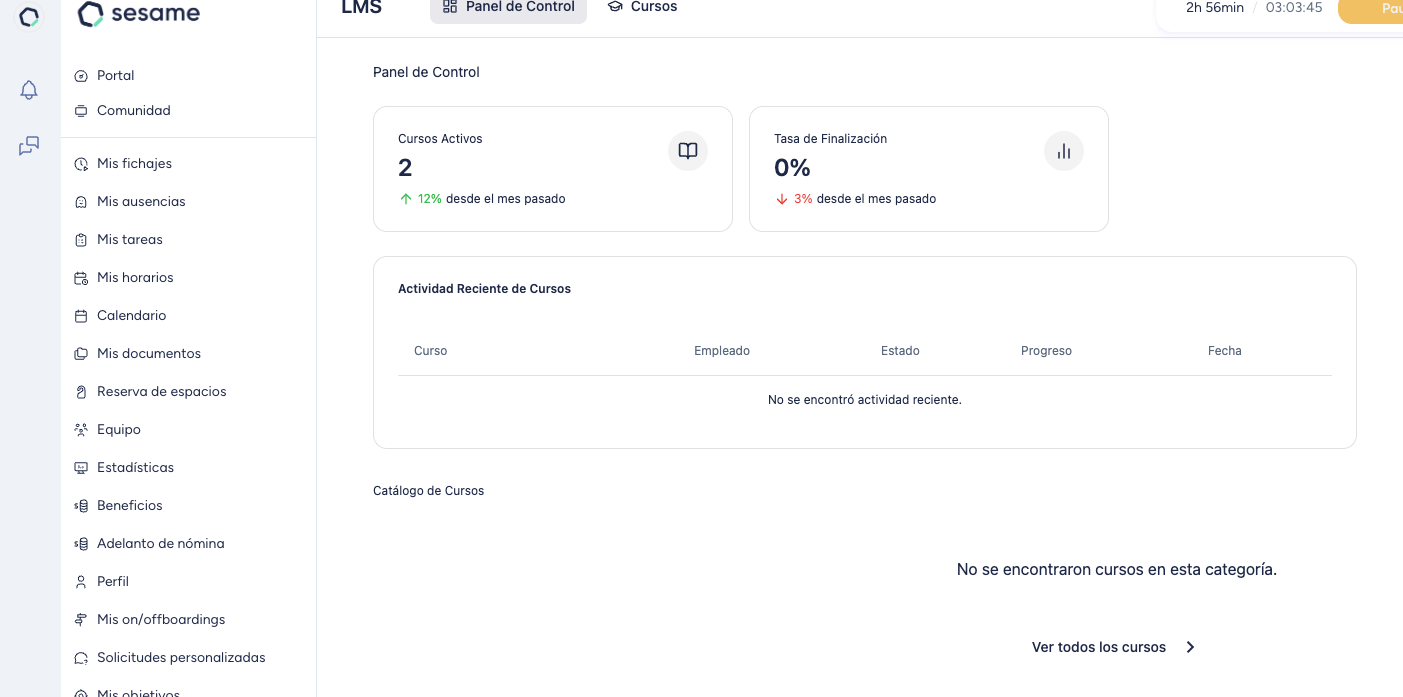 sesame
LMS
Panel de Control
Cursos
2h 56min / 03:03:45
Portal
Comunidad
Mis fichajes
Mis ausencias
Mis tareas
Mis horarios
Calendario
Mis documentos
Reserva de espacios
Equipo
Estadísticas
Beneficios
Adelanto de nómina
Perfil
Mis on/offboardings
Solicitudes personalizadas
Mis objetivos
Panel de Control
Cursos Activos
2
12% desde el mes pasado
Tasa de Finalización
0%
3% desde el mes pasado
Actividad Reciente de Cursos
Curso Empleado Estado Progreso Fecha
No se encontró actividad reciente.
Catálogo de Cursos
No se encontraron cursos en esta categoría.
Ver todos los cursos